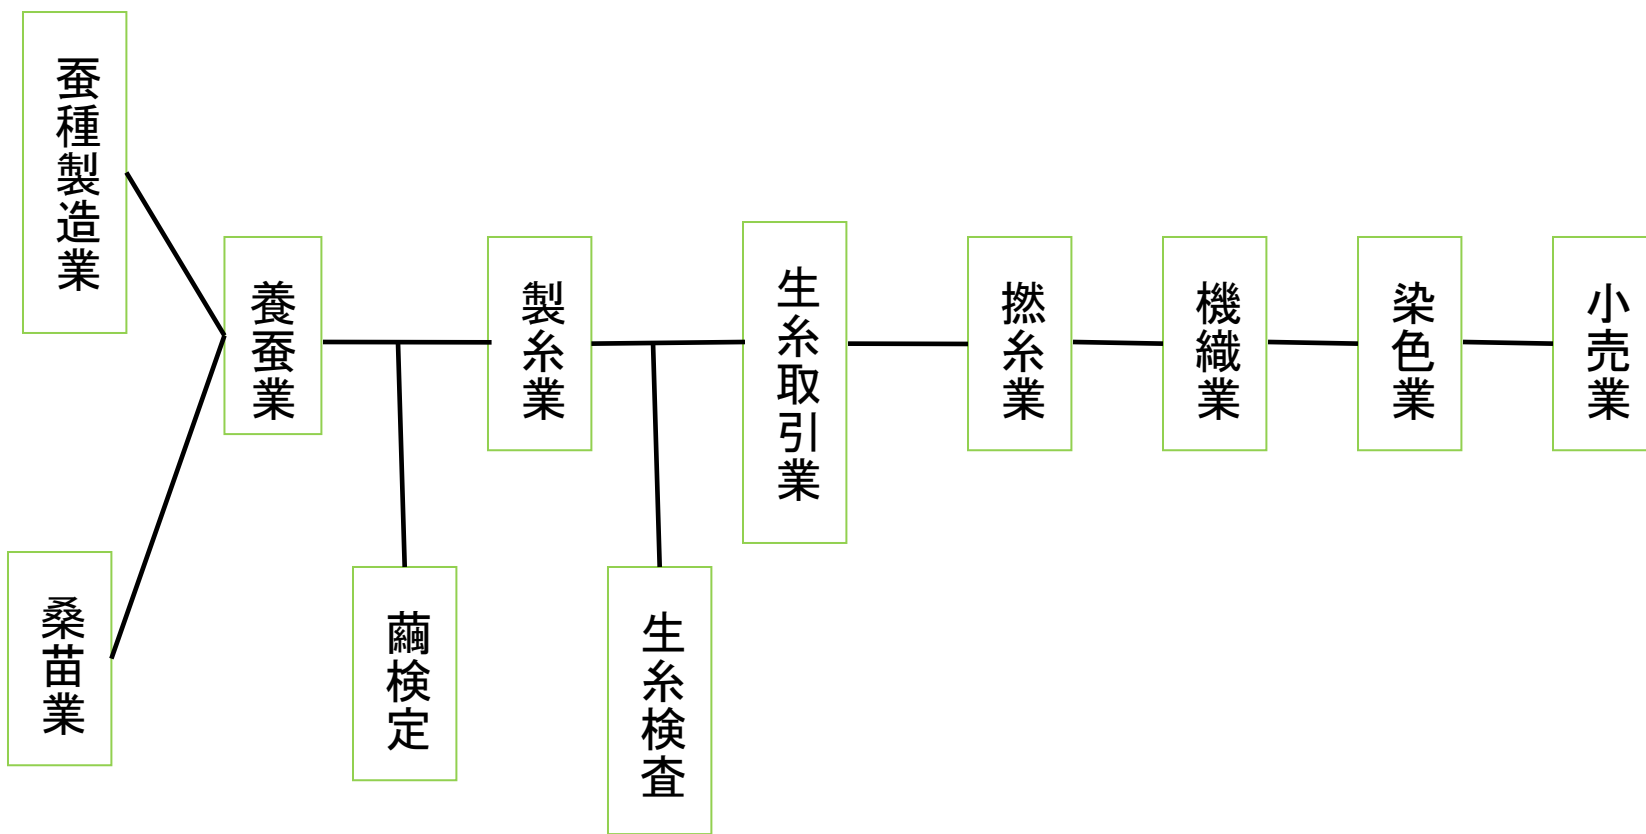 蚕種製造業
桑苗業
養蚕業
繭検定
製糸業
生糸検査
生糸取引業
撚糸業
機織業
染色業
小売業